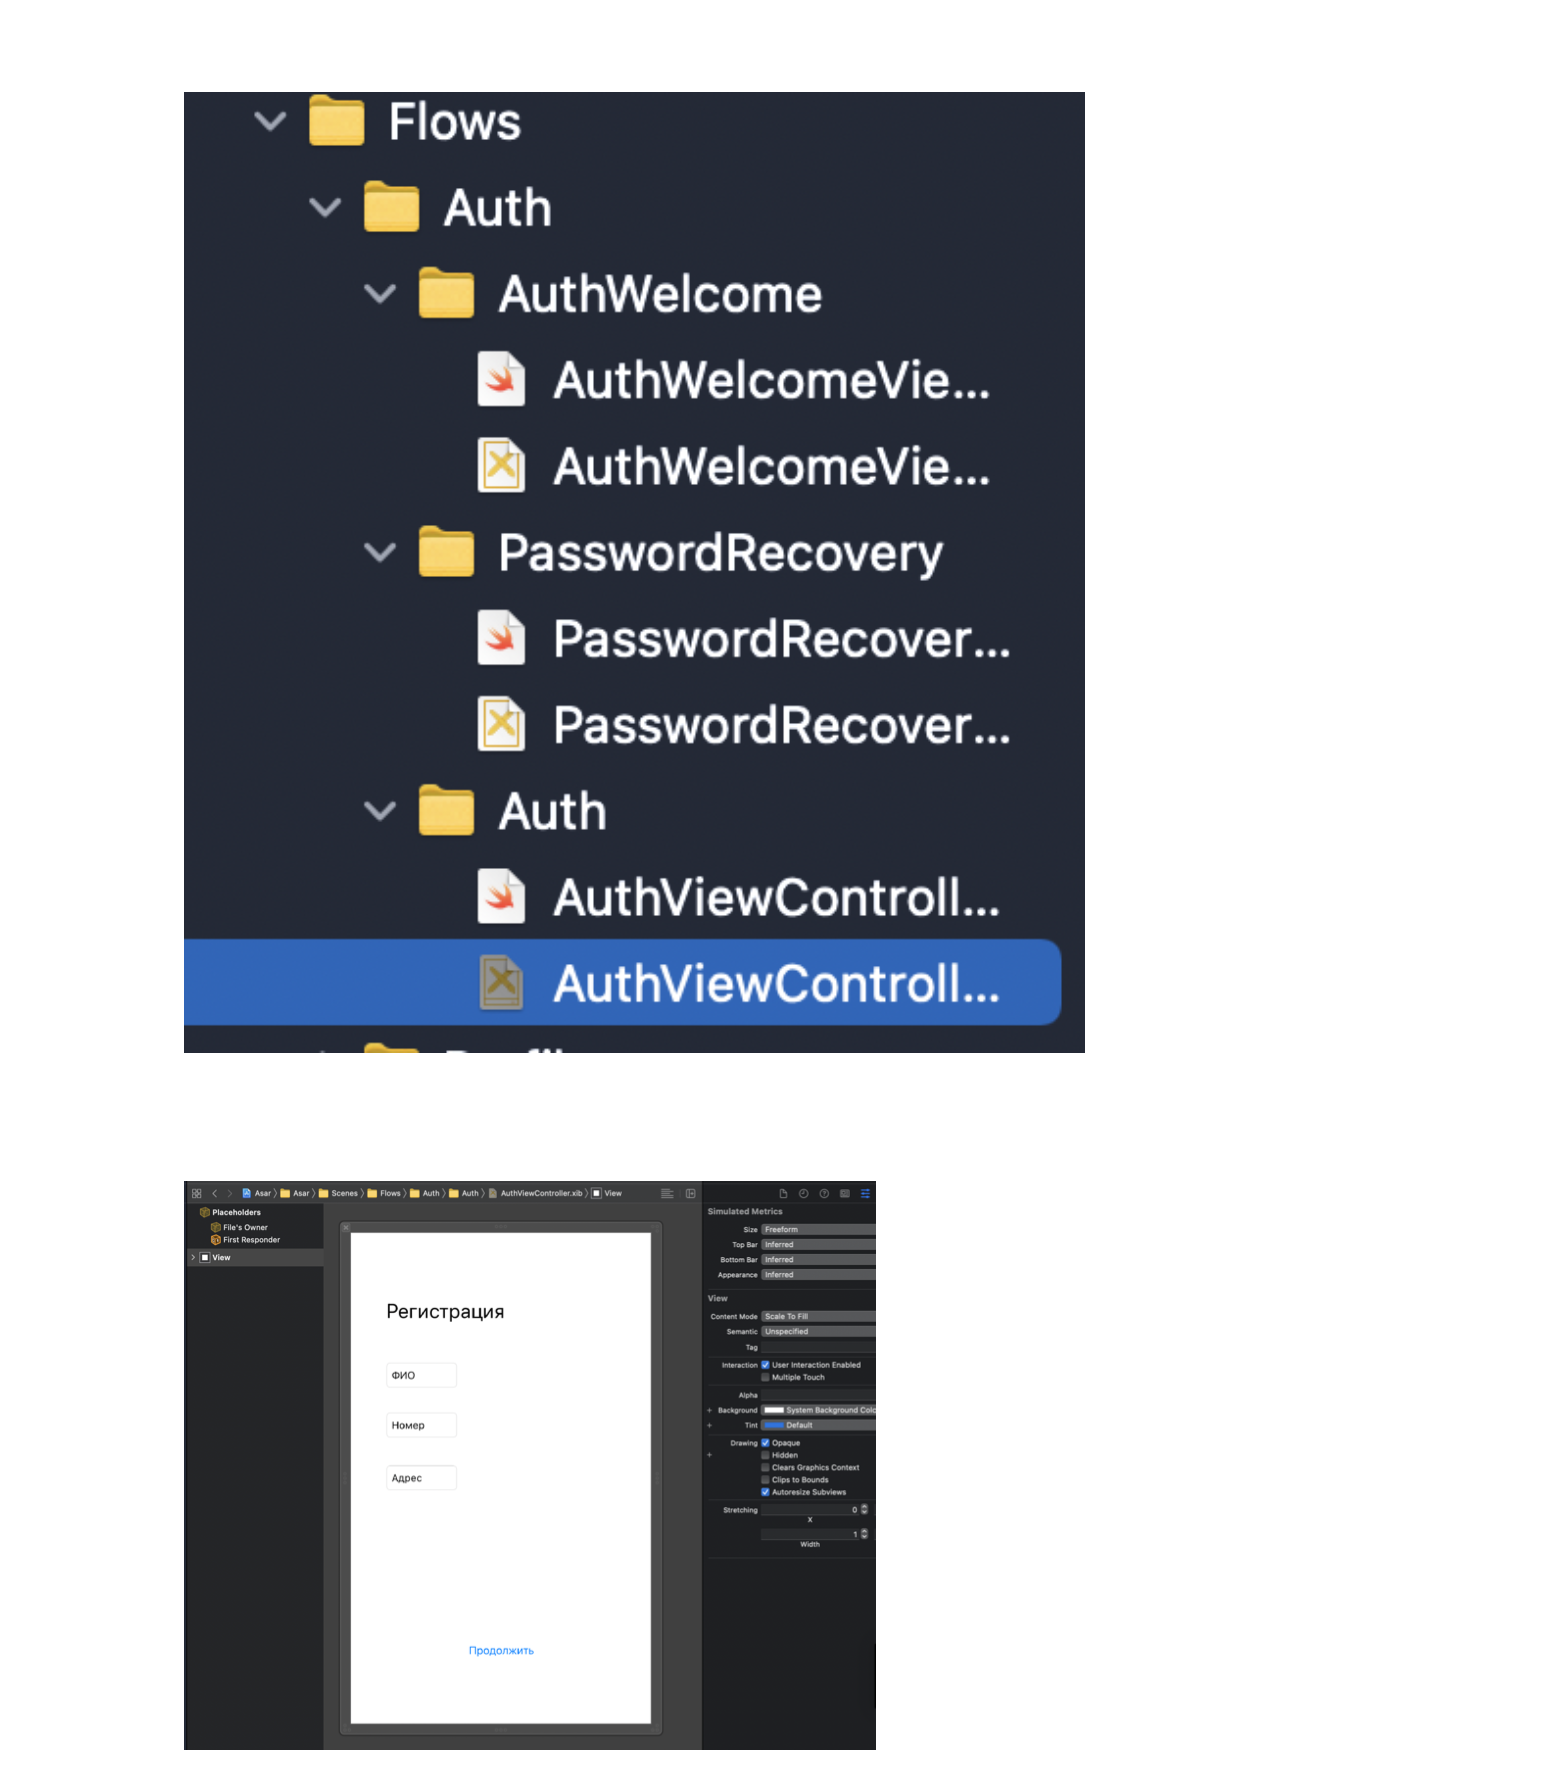 Flows
Auth
AuthWelcome
AuthWelcomeVie...
AuthWelcomeVie...
PasswordRecovery
PasswordRecover...
PasswordRecover...
Auth
AuthViewControll...
AuthViewControll...
Asar 〉 Asar 〉 Scenes 〉 Flows 〉 Auth 〉 Auth 〉 AuthViewController.xib 〉 View
Placeholders
File's Owner
First Responder
View
Регистрация
ФИО
Номер
Адрес
Продолжить
Simulated Metrics
Size Freeform
Top Bar Inferred
Bottom Bar Inferred
Appearance Inferred
View
Content Mode Scale To Fill
Semantic Unspecified
Tag
Interaction User Interaction Enabled
Multiple Touch
Alpha
+ Background System Background Colo
+ Tint Default
Drawing Opaque
+ Hidden
Clears Graphics Context
Clips to Bounds
Autoresize Subviews
Stretching 0
X
1
Width